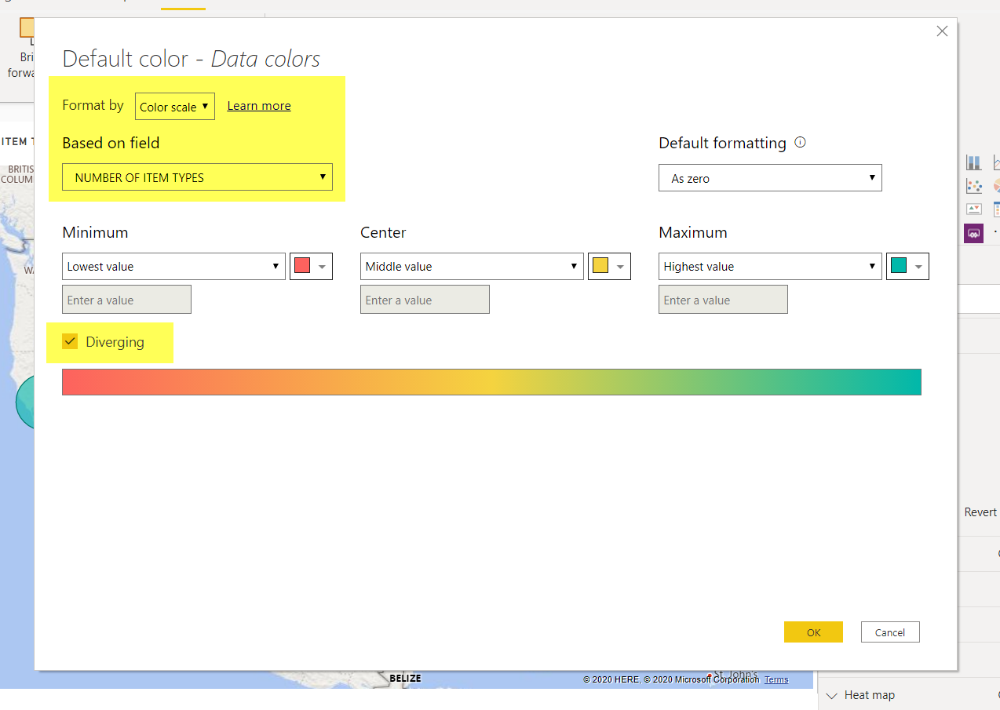 Default color - Data colors
Bri
forwa
Format by Color scale Learn more
ITEM T
Based on field
Default formatting
BRITIS
COLUM
NUMBER OF ITEM TYPES
As zero
Minimum Center Maximum
Lowest value Middle value Highest value
Enter a value Enter a value Enter a value
Diverging
Revert
OK Cancel
BELIZE
St. John's
© 2020 HERE, © 2020 Microsoft Corporation Terms
Heat map